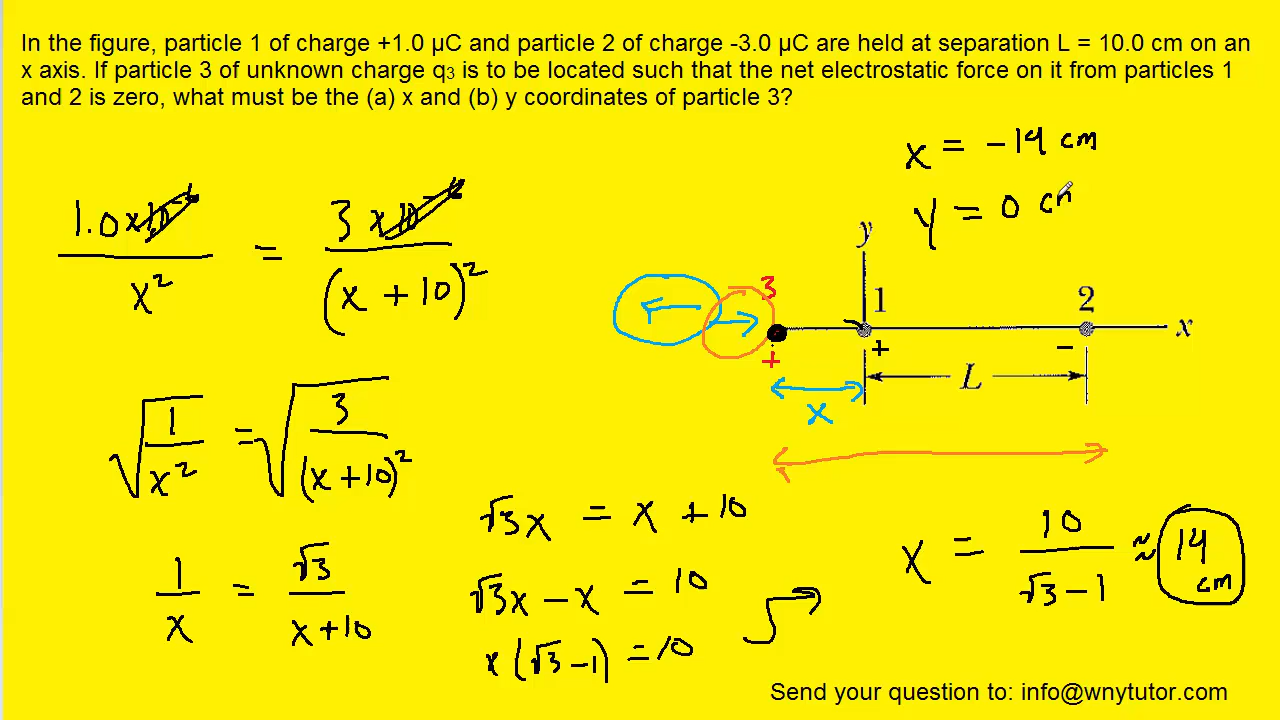 In the figure, particle 1 of charge +1.0 μC and particle 2 of charge -3.0 μC are held at separation L = 10.0 cm on an
x axis. If particle 3 of unknown charge q₃ is to be located such that the net electrostatic force on it from particles 1
and 2 is zero, what must be the (a) x and (b) y coordinates of particle 3?
x = -14 cm
y = 0 cm
1.0 x 10⁻⁶ / x² = 3 x 10⁻⁶ / (x + 10)²
y
3 1 2 x
+ + -
L
x
√(1 / x²) = √(3 / (x + 10)²)
1 / x = √3 / (x + 10)
√3x = x + 10
√3x - x = 10
x(√3 - 1) = 10
x = 10 / (√3 - 1) ≈ 14 cm
Send your question to: info@wnytutor.com